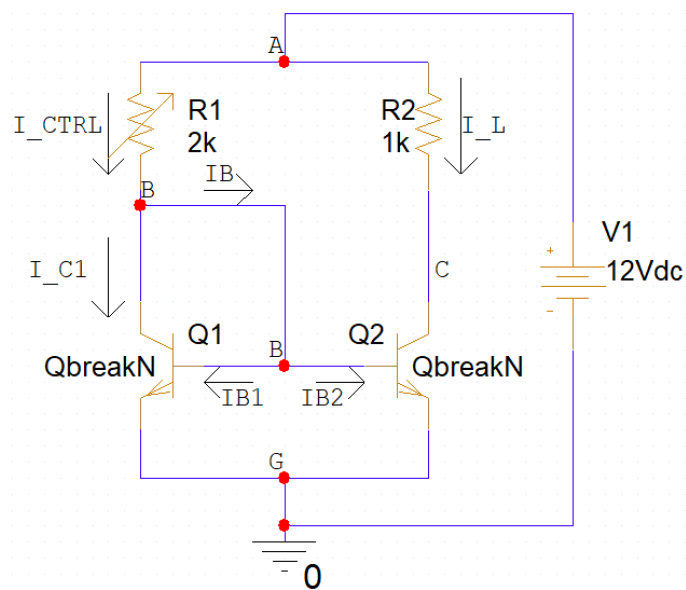 A
I_CTRL
R1
2k
R2
1k
I_L
B
IB
V1
+
12Vdc
-
I_C1
C
Q1
Q2
QbreakN
B
QbreakN
IB1
IB2
G
0